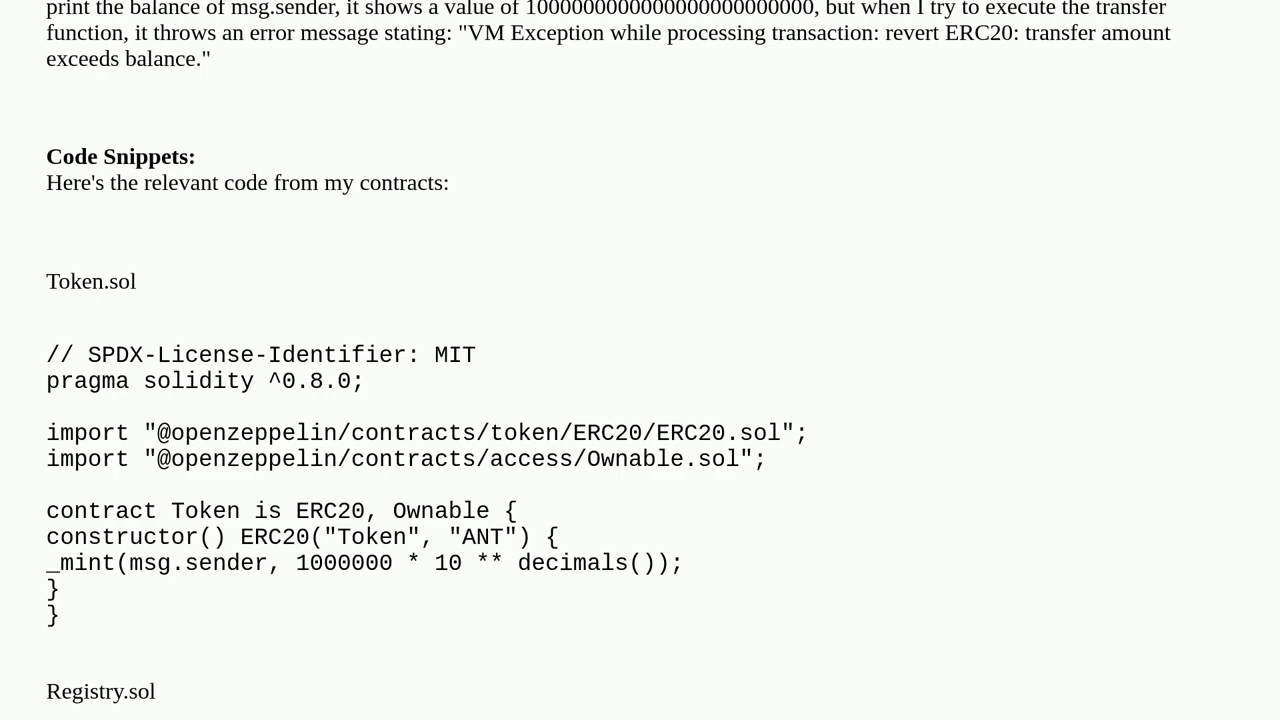 print the balance of msg.sender, it shows a value of 1000000000000000000000000, but when I try to execute the transfer
function, it throws an error message stating: "VM Exception while processing transaction: revert ERC20: transfer amount
exceeds balance."
Code Snippets:
Here's the relevant code from my contracts:
Token.sol
// SPDX-License-Identifier: MIT
pragma solidity ^0.8.0;
import "@openzeppelin/contracts/token/ERC20/ERC20.sol";
import "@openzeppelin/contracts/access/Ownable.sol";
contract Token is ERC20, Ownable {
constructor() ERC20("Token", "ANT") {
_mint(msg.sender, 1000000 * 10 ** decimals());
}
}
Registry.sol